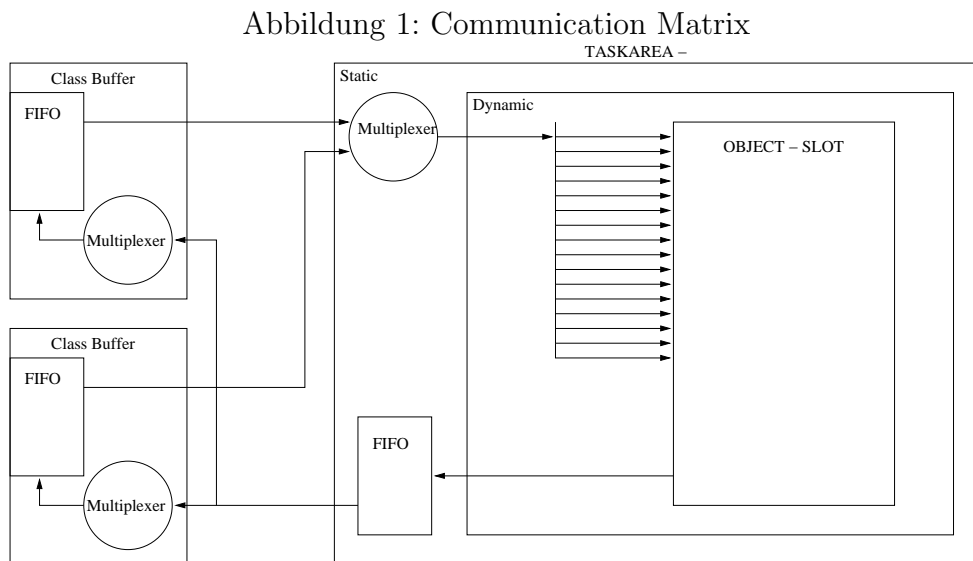 Abbildung 1: Communication Matrix
TASKAREA –
Class Buffer
FIFO
Multiplexer
Static
Multiplexer
Dynamic
OBJECT – SLOT
Class Buffer
FIFO
Multiplexer
FIFO